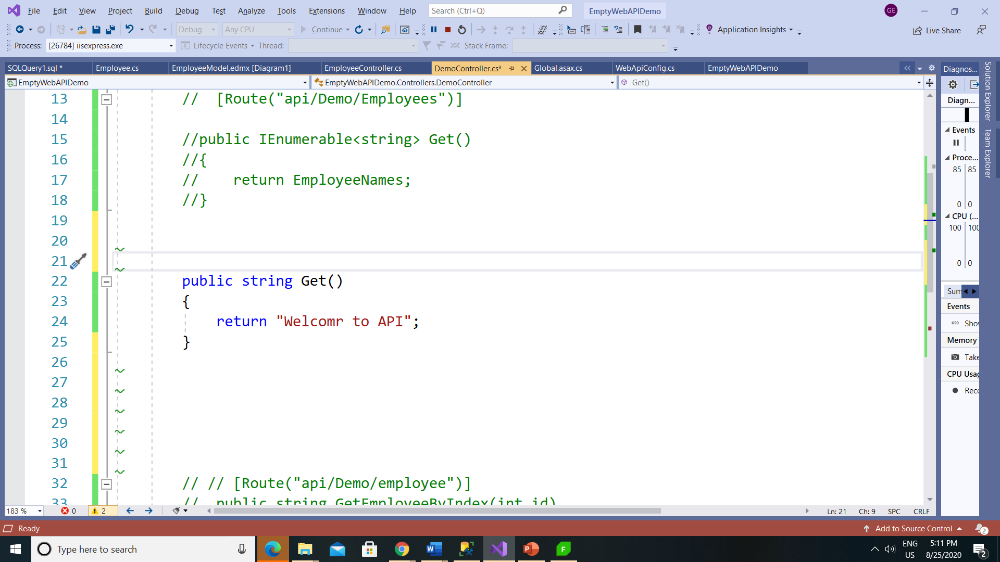 File Edit View Project Build Debug Test Analyze Tools Extensions Window Help Search (Ctrl+Q) EmptyWebAPIDemo GE
Debug Any CPU Continue Application Insights Live Share
Process: [26784] iisexpress.exe Lifecycle Events Thread: Stack Frame:
SQLQuery1.sql * Employee.cs EmployeeModel.edmx [Diagram1] EmployeeController.cs DemoController.cs* Global.asax.cs WebApiConfig.cs EmptyWebAPIDemo
EmptyWebAPIDemo EmptyWebAPIDemo.Controllers.DemoController Get()
13 // [Route("api/Demo/Employees")]
14
15 //public IEnumerable<string> Get()
16 //{
17 // return EmployeeNames;
18 //}
19
20
21
22 public string Get()
23 {
24 return "Welcomr to API";
25 }
26
27
28
29
30
31
32 // // [Route("api/Demo/employee")]
33 // public string GetEmployeeByIndex(int id)
183 % 0 2 Ln: 21 Ch: 9 SPC CRLF
Diagnos...
Diagn...
Events
Proce...
85 85
0 0
CPU (...
100 100
0 0
Sum
Events
Show
Memory
Take
CPU Usag
Reco
Solution Explorer
Team Explorer
Ready Add to Source Control 2
Type here to search
ENG
US
5:11 PM
8/25/2020
2